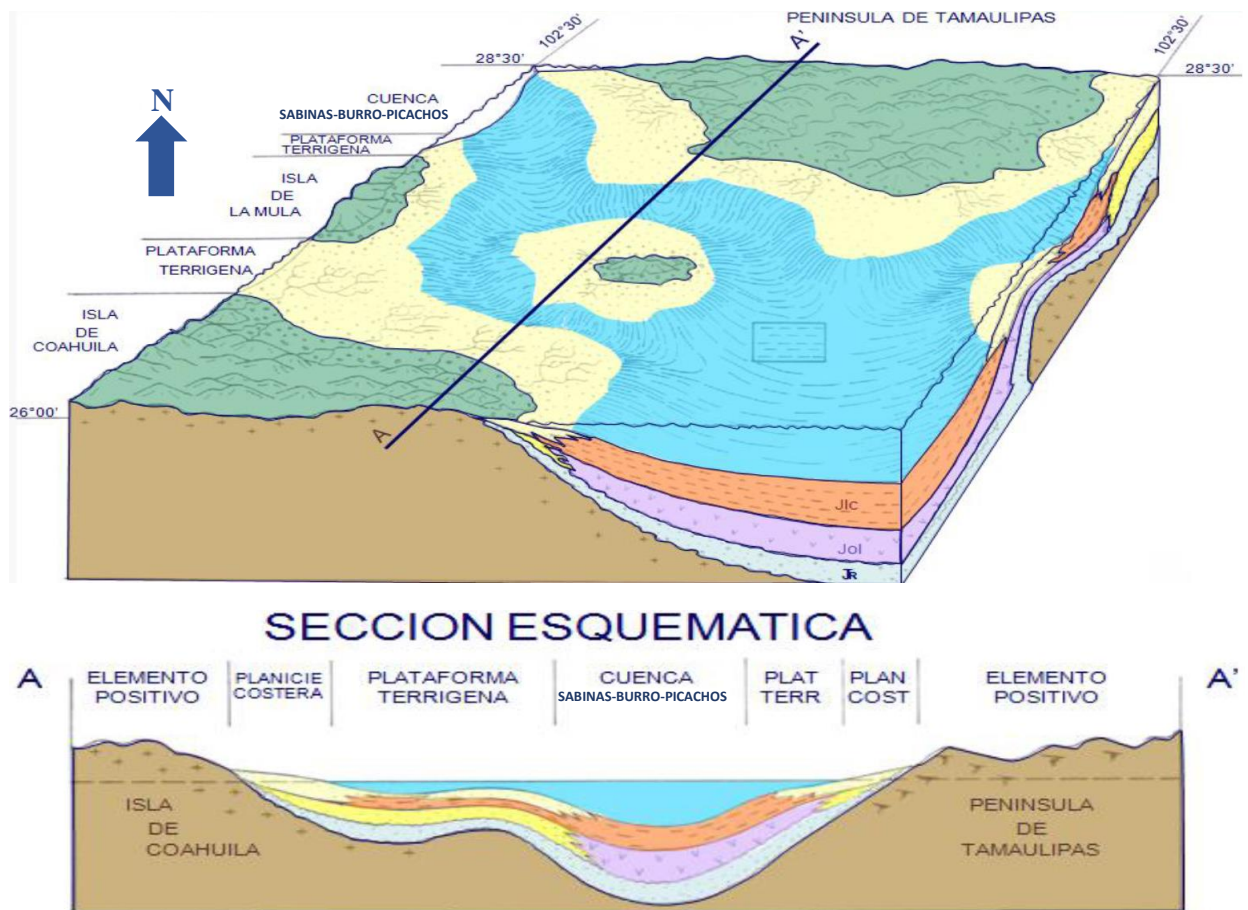 PENINSULA DE TAMAULIPAS
102°30'
A'
102°30'
28°30'
28°30'
N
CUENCA
SABINAS-BURRO-PICACHOS
PLATAFORMA
TERRIGENA
ISLA
DE
LA MULA
PLATAFORMA
TERRIGENA
ISLA
DE
COAHUILA
26°00'
A
Jlc
Jol
SECCION ESQUEMATICA
A
ELEMENTO
POSITIVO
PLANICIE
COSTERA
PLATAFORMA
TERRIGENA
CUENCA
SABINAS-BURRO-PICACHOS
PLAT
TERR
PLAN
COST
ELEMENTO
POSITIVO
A'
ISLA
DE
COAHUILA
PENINSULA
DE
TAMAULIPAS